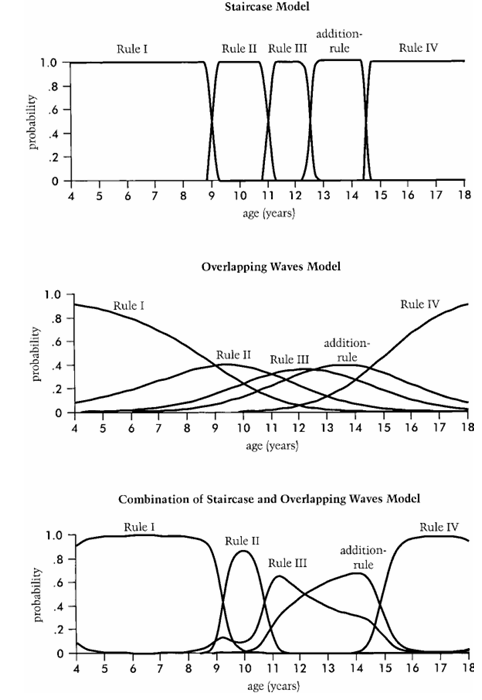 Staircase Model
addition-
Rule I Rule II Rule III rule Rule IV
1.0
.8
.6
.4
.2
0
probability
4 5 6 7 8 9 10 11 12 13 14 15 16 17 18
age (years)
Overlapping Waves Model
1.0
.8
.6
.4
.2
0
probability
Rule I Rule IV
addition-
Rule II Rule III rule
4 5 6 7 8 9 10 11 12 13 14 15 16 17 18
age (years)
Combination of Staircase and Overlapping Waves Model
Rule I Rule IV
Rule II addition-
Rule III rule
1.0
.8
.6
.4
.2
0
probability
4 5 6 7 8 9 10 11 12 13 14 15 16 17 18
age (years)